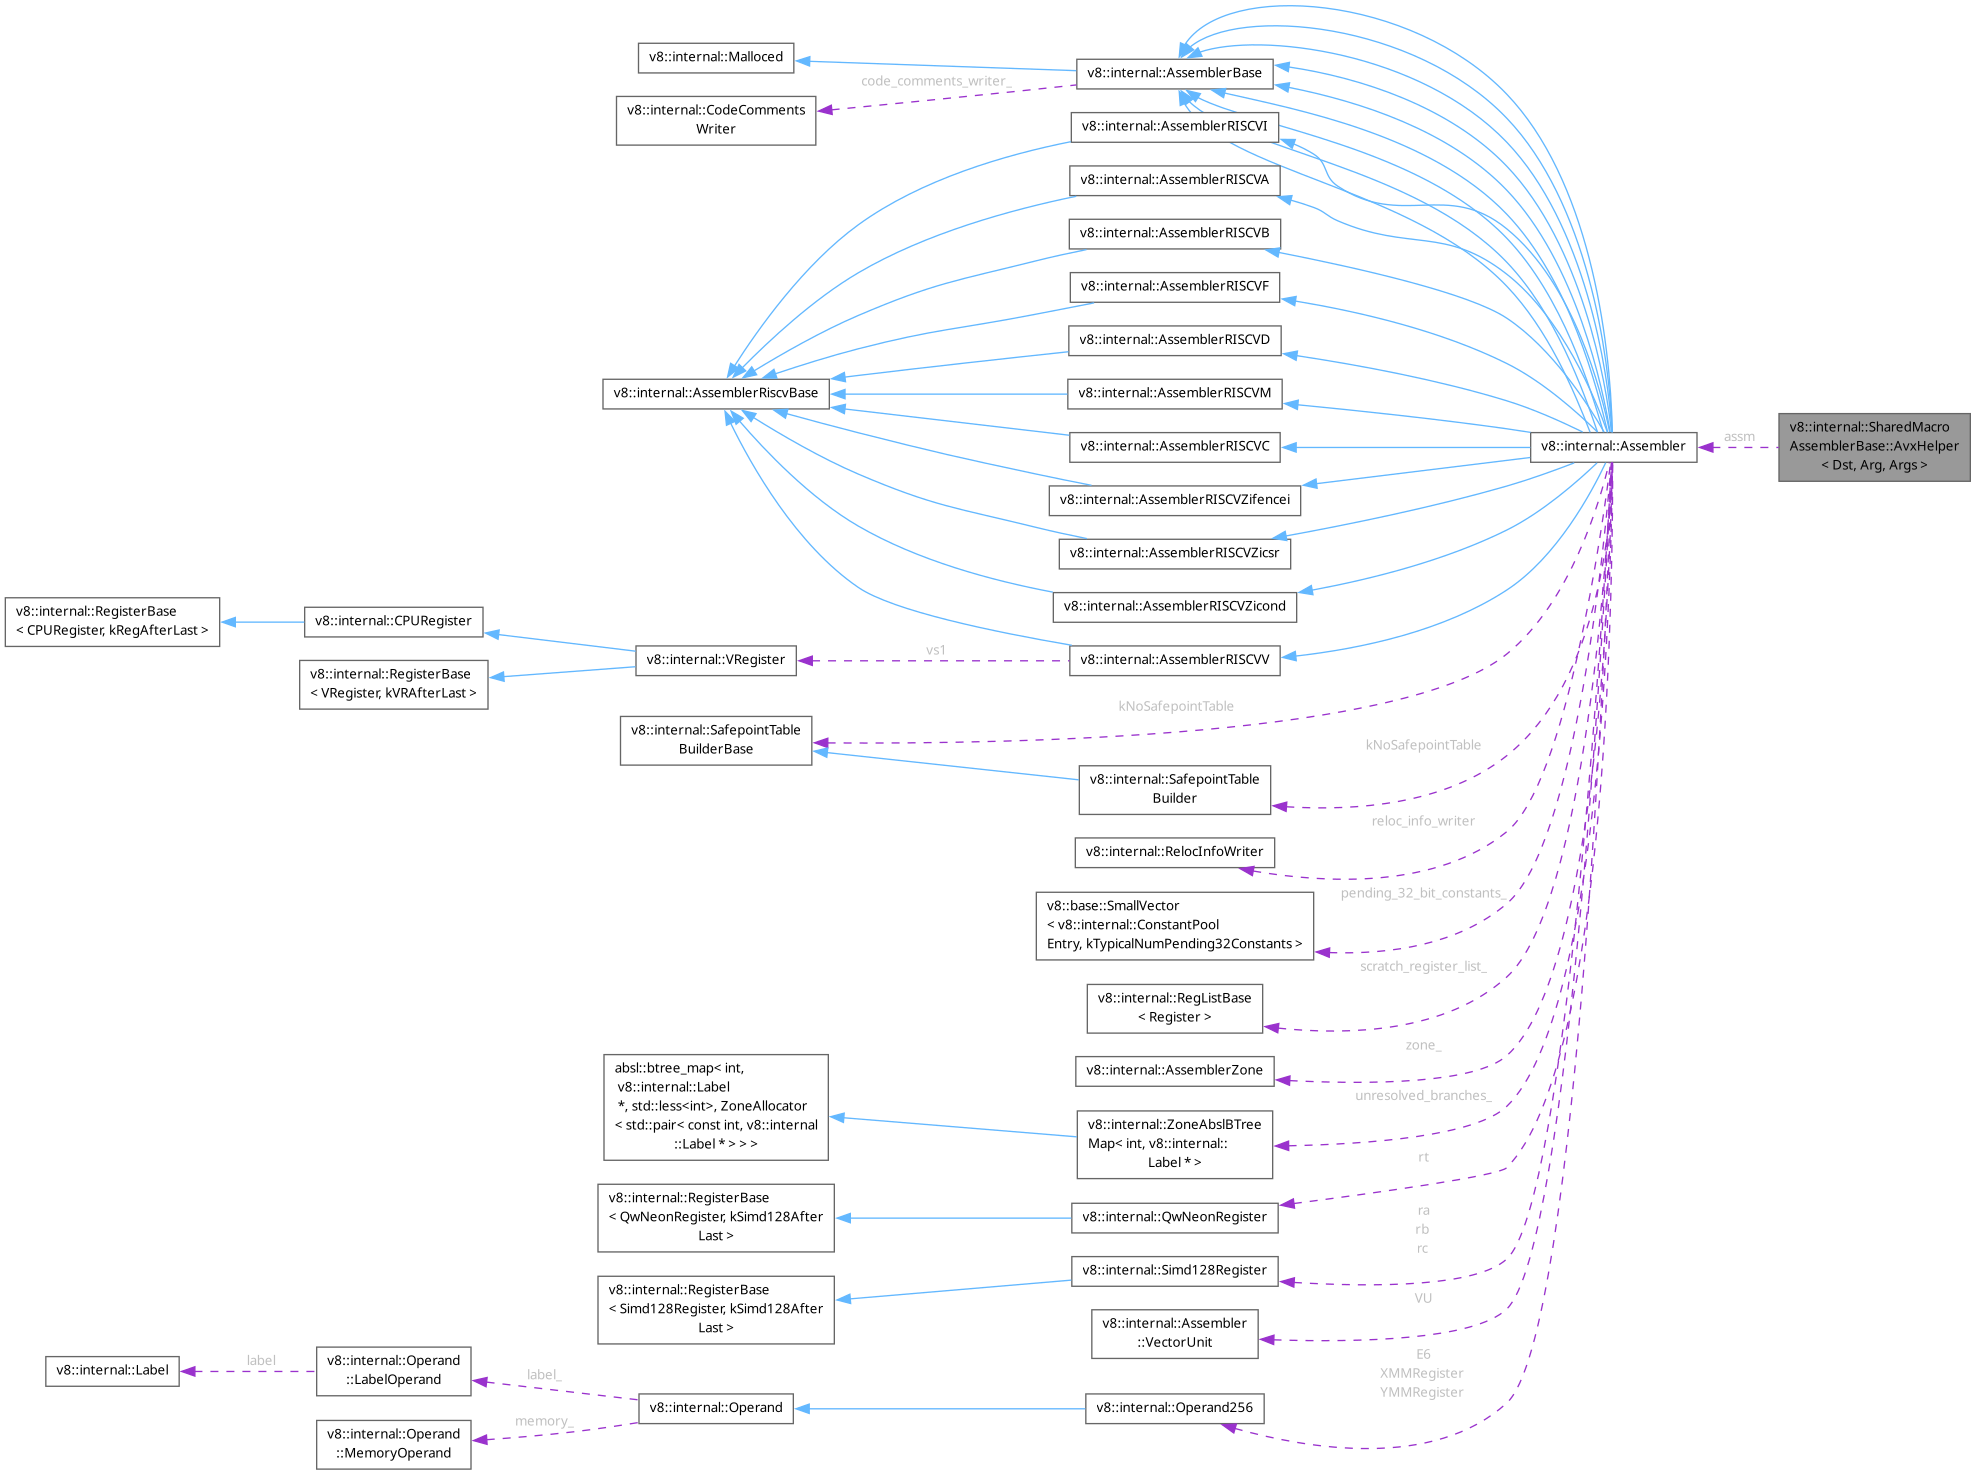 v8::internal::Malloced
code_comments_writer_
v8::internal::AssemblerBase
v8::internal::CodeComments
Writer
v8::internal::AssemblerRISCVI
v8::internal::AssemblerRISCVA
v8::internal::AssemblerRISCVB
v8::internal::AssemblerRISCVF
v8::internal::AssemblerRISCVD
v8::internal::AssemblerRiscvBase
v8::internal::AssemblerRISCVM
v8::internal::AssemblerRISCVC
v8::internal::Assembler
assm
v8::internal::SharedMacro
AssemblerBase::AvxHelper
< Dst, Arg, Args >
v8::internal::AssemblerRISCVZifencei
v8::internal::AssemblerRISCVZicsr
v8::internal::AssemblerRISCVZicond
v8::internal::RegisterBase
< CPURegister, kRegAfterLast >
v8::internal::CPURegister
v8::internal::VRegister
vs1
v8::internal::AssemblerRISCVV
v8::internal::RegisterBase
< VRegister, kVRAfterLast >
kNoSafepointTable
v8::internal::SafepointTable
BuilderBase
kNoSafepointTable
v8::internal::SafepointTable
Builder
reloc_info_writer
v8::internal::RelocInfoWriter
pending_32_bit_constants_
v8::base::SmallVector
< v8::internal::ConstantPool
Entry, kTypicalNumPending32Constants >
scratch_register_list_
v8::internal::RegListBase
< Register >
zone_
v8::internal::AssemblerZone
absl::btree_map< int,
v8::internal::Label
*, std::less<int>, ZoneAllocator
< std::pair< const int, v8::internal
::Label * > > >
unresolved_branches_
v8::internal::ZoneAbslBTree
Map< int, v8::internal::
Label * >
rt
v8::internal::RegisterBase
< QwNeonRegister, kSimd128After
Last >
v8::internal::QwNeonRegister
ra
rb
rc
v8::internal::Simd128Register
v8::internal::RegisterBase
< Simd128Register, kSimd128After
Last >
VU
v8::internal::Assembler
::VectorUnit
v8::internal::Label
label
v8::internal::Operand
::LabelOperand
label_
E6
XMMRegister
YMMRegister
v8::internal::Operand
v8::internal::Operand256
memory_
v8::internal::Operand
::MemoryOperand